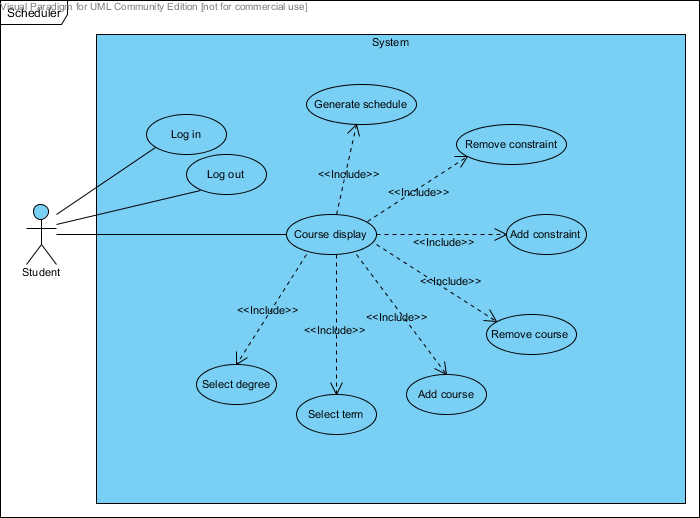 Visual Paradigm for UML Community Edition [not for commercial use]
Scheduler
System
Generate schedule
Log in
Remove constraint
Log out
<<Include>>
<<Include>>
Course display
Add constraint
<<Include>>
Student
<<Include>>
<<Include>>
<<Include>>
<<Include>>
Remove course
Select degree
Add course
Select term